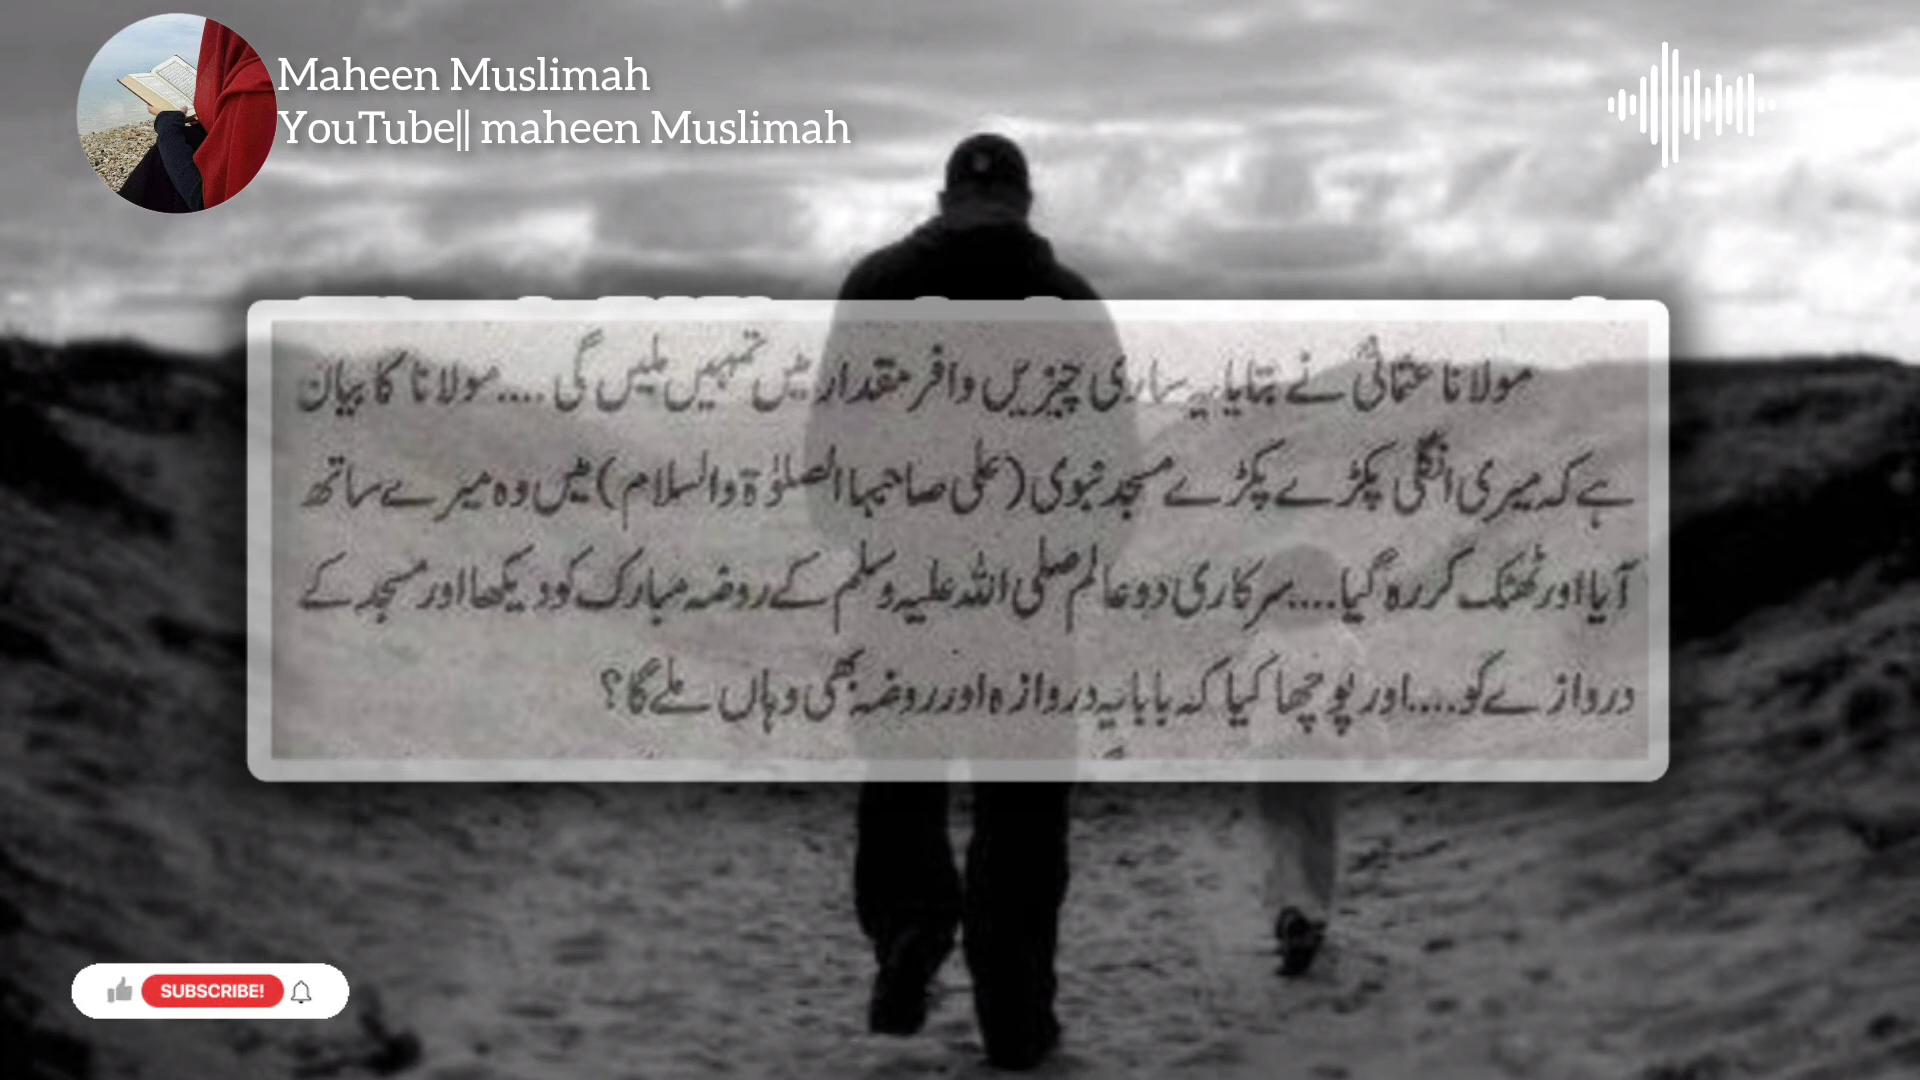 Maheen Muslimah
YouTube|| maheen Muslimah
مولانا عثمانیؒ نے بتایا یہ ساری چیزیں وافر مقدار میں تمہیں ملیں گی .... مولانا کا بیان
ہے کہ میری انگلی پکڑے پکڑے مسجد نبوی (علی صاحبہا الصلوٰۃ والسلام) میں وہ میرے ساتھ
آیا اور ٹھٹک کر رہ گیا .... سرکاری دو عالم صلی اللہ علیہ وسلم کے روضہ مبارک کو دیکھا اور مسجد کے
دروازے کو .... اور پوچھا کیا کہ بابا یہ دروازہ اور روضہ بھی وہاں ملے گا؟
SUBSCRIBE!